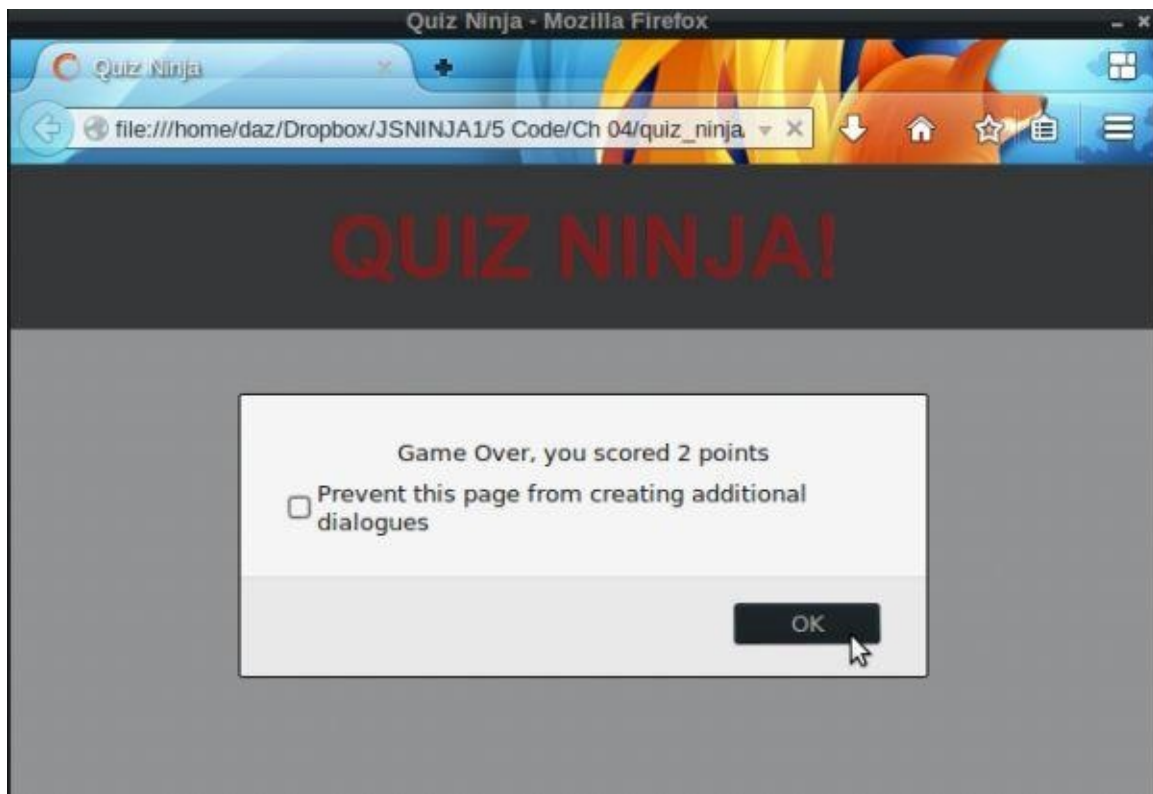 Quiz Ninja - Mozilla Firefox
Quiz Ninja
file:///home/daz/Dropbox/JSNINJA1/5 Code/Ch 04/quiz_ninja
QUIZ NINJA!
Game Over, you scored 2 points
Prevent this page from creating additional
dialogues
OK